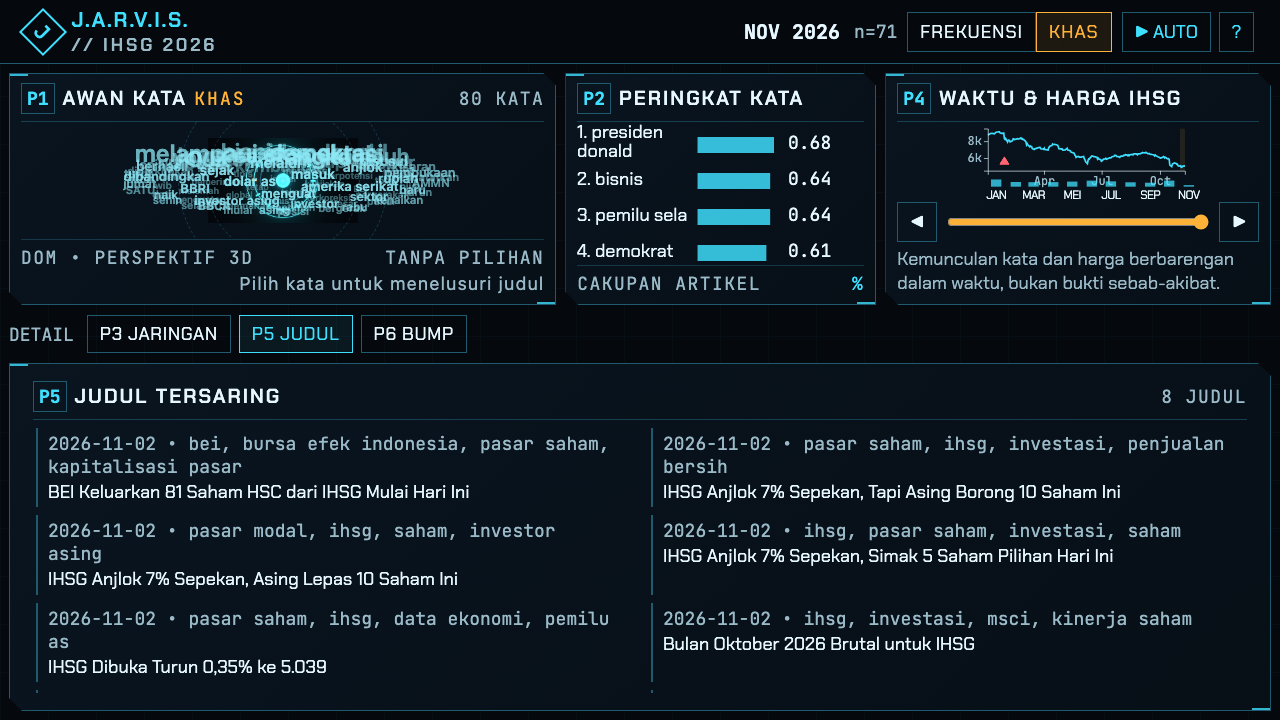 J.A.R.V.I.S.
// IHSG 2026
NOV 2026 n=71 FREKUENSI KHAS ▶ AUTO ?
P1 AWAN KATA KHAS 80 KATA
demokrasi
sejak masuk
dolar as
amerika serikat
BBRI menguat
investor asing investor
sektor
DOM • PERSPEKTIF 3D TANPA PILIHAN
Pilih kata untuk menelusuri judul
P2 PERINGKAT KATA
1. presiden
donald 0.68
2. bisnis 0.64
3. pemilu sela 0.64
4. demokrat 0.61
CAKUPAN ARTIKEL %
P4 WAKTU & HARGA IHSG
8k
6k
Apr Jul Oct
JAN MAR MEI JUL SEP NOV
◀ ▶
Kemunculan kata dan harga berbarengan
dalam waktu, bukan bukti sebab-akibat.
DETAIL P3 JARINGAN P5 JUDUL P6 BUMP
P5 JUDUL TERSARING 8 JUDUL
2026-11-02 • bei, bursa efek indonesia, pasar saham,
kapitalisasi pasar
BEI Keluarkan 81 Saham HSC dari IHSG Mulai Hari Ini
2026-11-02 • pasar saham, ihsg, investasi, penjualan
bersih
IHSG Anjlok 7% Sepekan, Tapi Asing Borong 10 Saham Ini
2026-11-02 • pasar modal, ihsg, saham, investor
asing
IHSG Anjlok 7% Sepekan, Asing Lepas 10 Saham Ini
2026-11-02 • ihsg, pasar saham, investasi, saham
IHSG Anjlok 7% Sepekan, Simak 5 Saham Pilihan Hari Ini
2026-11-02 • pasar saham, ihsg, data ekonomi, pemilu
as
IHSG Dibuka Turun 0,35% ke 5.039
2026-11-02 • ihsg, investasi, msci, kinerja saham
Bulan Oktober 2026 Brutal untuk IHSG